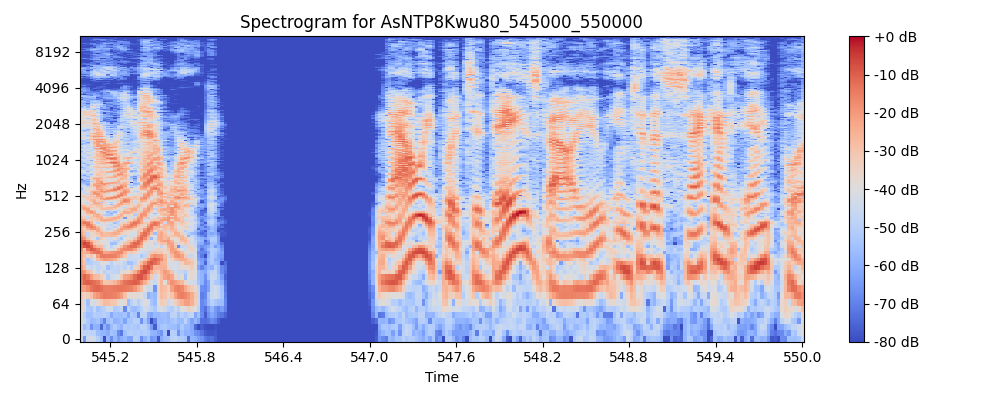 Spectrogram for AsNTP8Kwu80_545000_550000
8192
4096
2048
1024
512
256
128
64
0
Hz
545.2 545.8 546.4 547.0 547.6 548.2 548.8 549.4 550.0
Time
+0 dB
-10 dB
-20 dB
-30 dB
-40 dB
-50 dB
-60 dB
-70 dB
-80 dB